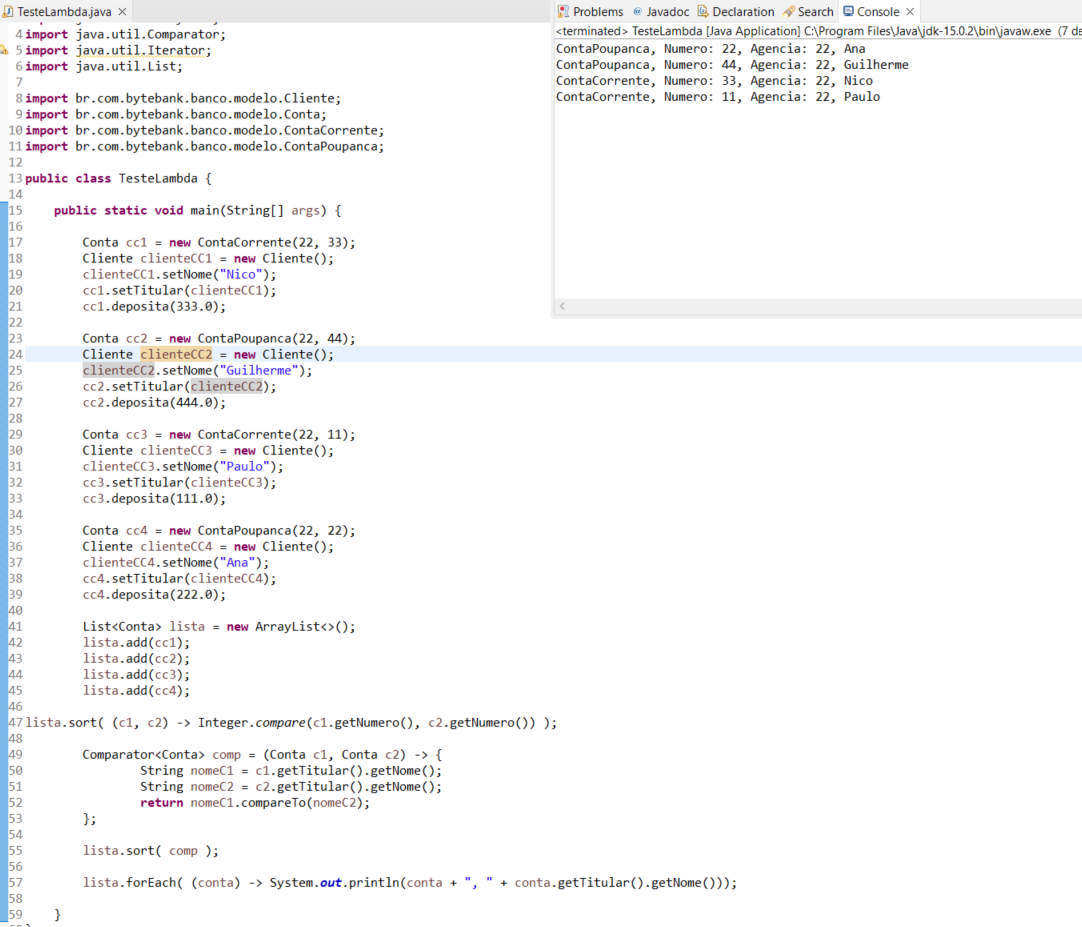 TesteLambda.java
4 import java.util.Comparator;
5 import java.util.Iterator;
6 import java.util.List;
7
8 import br.com.bytebank.banco.modelo.Cliente;
9 import br.com.bytebank.banco.modelo.Conta;
10 import br.com.bytebank.banco.modelo.ContaCorrente;
11 import br.com.bytebank.banco.modelo.ContaPoupanca;
12
13 public class TesteLambda {
14
15     public static void main(String[] args) {
16
17         Conta cc1 = new ContaCorrente(22, 33);
18         Cliente clienteCC1 = new Cliente();
19         clienteCC1.setNome("Nico");
20         cc1.setTitular(clienteCC1);
21         cc1.deposita(333.0);
22
23         Conta cc2 = new ContaPoupanca(22, 44);
24         Cliente clienteCC2 = new Cliente();
25         clienteCC2.setNome("Guilherme");
26         cc2.setTitular(clienteCC2);
27         cc2.deposita(444.0);
28
29         Conta cc3 = new ContaCorrente(22, 11);
30         Cliente clienteCC3 = new Cliente();
31         clienteCC3.setNome("Paulo");
32         cc3.setTitular(clienteCC3);
33         cc3.deposita(111.0);
34
35         Conta cc4 = new ContaPoupanca(22, 22);
36         Cliente clienteCC4 = new Cliente();
37         clienteCC4.setNome("Ana");
38         cc4.setTitular(clienteCC4);
39         cc4.deposita(222.0);
40
41         List<Conta> lista = new ArrayList<>();
42         lista.add(cc1);
43         lista.add(cc2);
44         lista.add(cc3);
45         lista.add(cc4);
46
47 lista.sort( (c1, c2) -> Integer.compare(c1.getNumero(), c2.getNumero()) );
48
49         Comparator<Conta> comp = (Conta c1, Conta c2) -> {
50                 String nomeC1 = c1.getTitular().getNome();
51                 String nomeC2 = c2.getTitular().getNome();
52                 return nomeC1.compareTo(nomeC2);
53         };
54
55         lista.sort( comp );
56
57         lista.forEach( (conta) -> System.out.println(conta + ", " + conta.getTitular().getNome()));
58
59     }
Problems Javadoc Declaration Search Console
<terminated> TesteLambda [Java Application] C:\Program Files\Java\jdk-15.0.2\bin\javaw.exe (7 de
ContaPoupanca, Numero: 22, Agencia: 22, Ana
ContaPoupanca, Numero: 44, Agencia: 22, Guilherme
ContaCorrente, Numero: 33, Agencia: 22, Nico
ContaCorrente, Numero: 11, Agencia: 22, Paulo